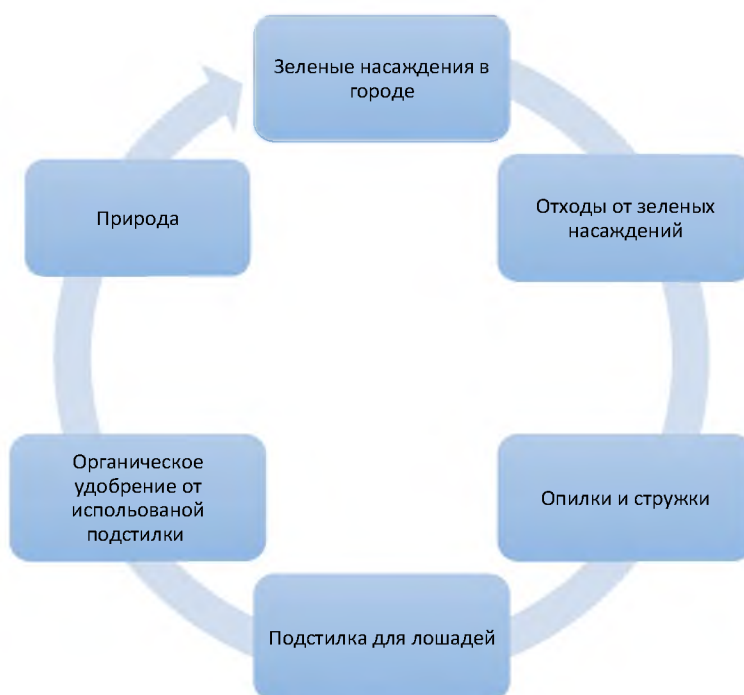 Зеленые насаждения в
городе
Отходы от зеленых
насаждений
Опилки и стружки
Подстилка для лошадей
Органическое
удобрение от
испольованой
подстилки
Природа